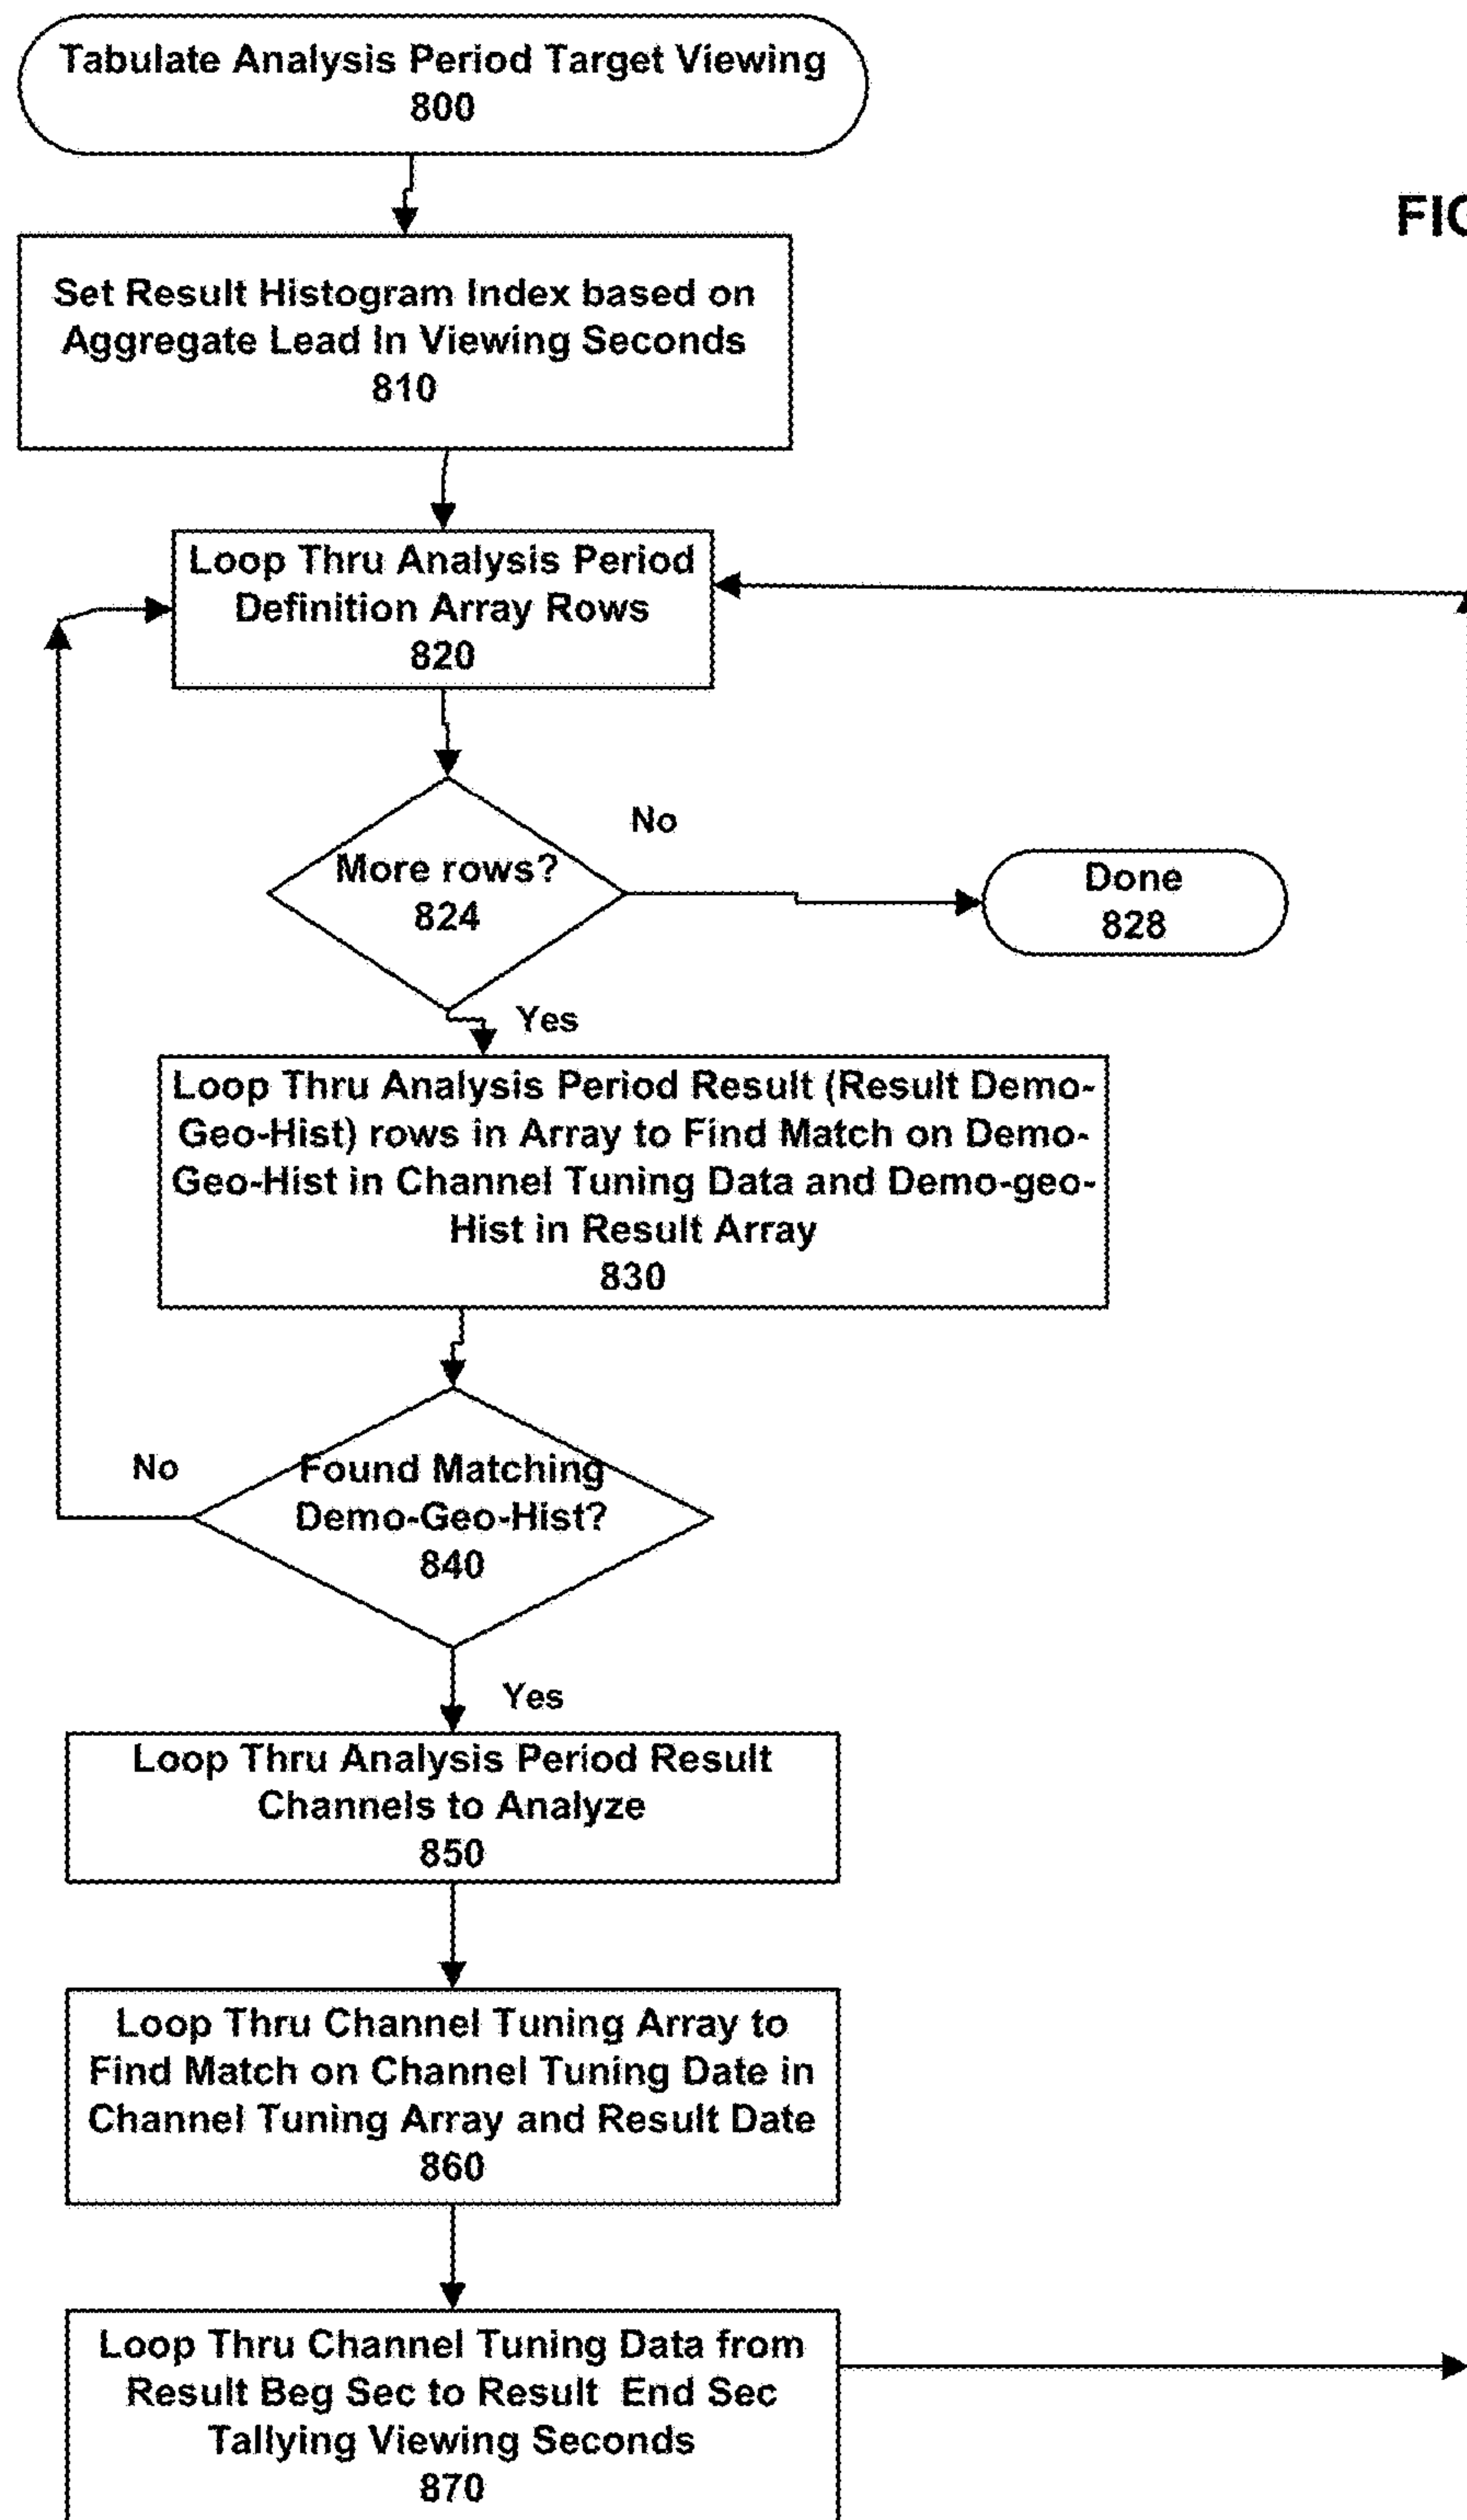 Tabulate Analysis Period Target Viewing
800
FIG
Set Result Histogram Index based on
Aggregate Lead In Viewing Seconds
810
Loop Thru Analysis Period
Definition Array Rows
820
No
More rows?
824
Done
828
Yes
Loop Thru Analysis Period Result (Result Demo-
Geo-Hist) rows in Array to Find Match on Demo-
Geo-Hist in Channel Tuning Data and Demo-geo-
Hist in Result Array
830
No
Found Matching
Demo-Geo-Hist?
840
Yes
Loop Thru Analysis Period Result
Channels to Analyze
850
Loop Thru Channel Tuning Array to
Find Match on Channel Tuning Date in
Channel Tuning Array and Result Date
860
Loop Thru Channel Tuning Data from
Result Beg Sec to Result End Sec
Tallying Viewing Seconds
870